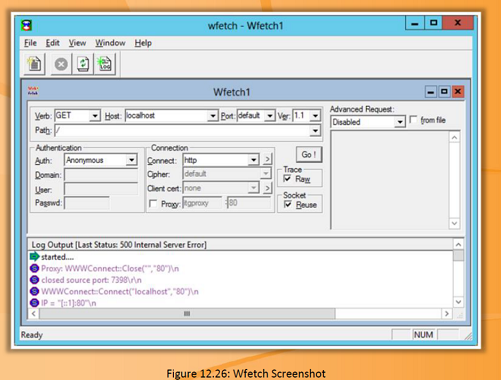 wfetch - Wfetch1
File Edit View Window Help
LOG
Wfetch1
Verb: GET Host: localhost Port: default Ver: 1.1
Path: /
Advanced Request:
Disabled from file
Authentication
Auth: Anonymous
Domain:
User:
Passwd:
Connection
Connect: http >
Cipher: default
Client cert: none >
Proxy: itgproxy :80
Go !
Trace
Raw
Socket
Reuse
Log Output [Last Status: 500 Internal Server Error]
started....
Proxy: WWWConnect::Close("","80")\n
closed source port: 7398\r\n
WWWConnect::Connect("localhost","80")\n
IP = "[::1]:80"\n
Ready NUM
Figure 12.26: Wfetch Screenshot